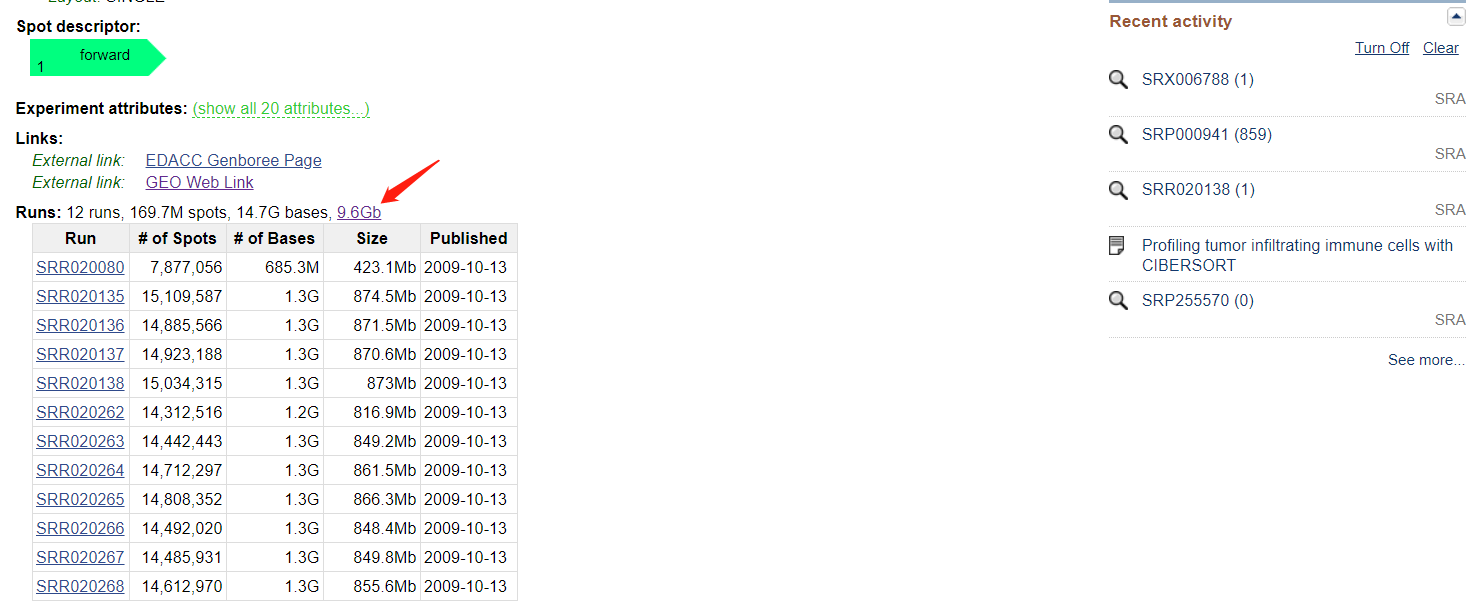 Spot descriptor:
forward
1
Experiment attributes: (show all 20 attributes...)
Links:
External link: EDACC Genboree Page
External link: GEO Web Link
Runs: 12 runs, 169.7M spots, 14.7G bases, 9.6Gb
Run # of Spots # of Bases Size Published
SRR020080 7,877,056 685.3M 423.1Mb 2009-10-13
SRR020135 15,109,587 1.3G 874.5Mb 2009-10-13
SRR020136 14,885,566 1.3G 871.5Mb 2009-10-13
SRR020137 14,923,188 1.3G 870.6Mb 2009-10-13
SRR020138 15,034,315 1.3G 873Mb 2009-10-13
SRR020262 14,312,516 1.2G 816.9Mb 2009-10-13
SRR020263 14,442,443 1.3G 849.2Mb 2009-10-13
SRR020264 14,712,297 1.3G 861.5Mb 2009-10-13
SRR020265 14,808,352 1.3G 866.3Mb 2009-10-13
SRR020266 14,492,020 1.3G 848.4Mb 2009-10-13
SRR020267 14,485,931 1.3G 849.8Mb 2009-10-13
SRR020268 14,612,970 1.3G 855.6Mb 2009-10-13
Recent activity
Turn Off Clear
SRX006788 (1)
SRA
SRP000941 (859)
SRA
SRR020138 (1)
SRA
Profiling tumor infiltrating immune cells with
CIBERSORT
SRP255570 (0)
SRA
See more...